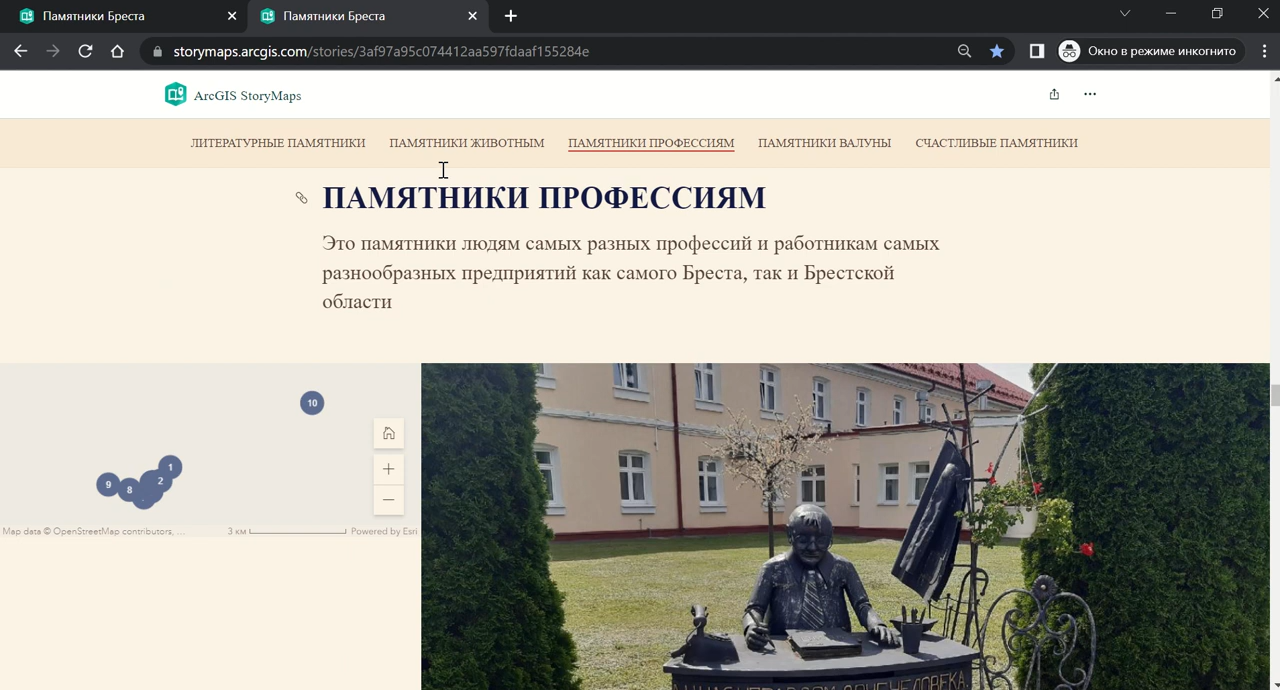 Памятники Бреста
Памятники Бреста
storymaps.arcgis.com/stories/3af97a95c074412aa597fdaaf155284e
Окно в режиме инкогнито
ArcGIS StoryMaps
ЛИТЕРАТУРНЫЕ ПАМЯТНИКИ
ПАМЯТНИКИ ЖИВОТНЫМ
ПАМЯТНИКИ ПРОФЕССИЯМ
ПАМЯТНИКИ ВАЛУНЫ
СЧАСТЛИВЫЕ ПАМЯТНИКИ
ПАМЯТНИКИ ПРОФЕССИЯМ
Это памятники людям самых разных профессий и работникам самых
разнообразных предприятий как самого Бреста, так и Брестской
области
10
1
2
9
8
Map data © OpenStreetMap contributors, ...
3 км
Powered by Esri